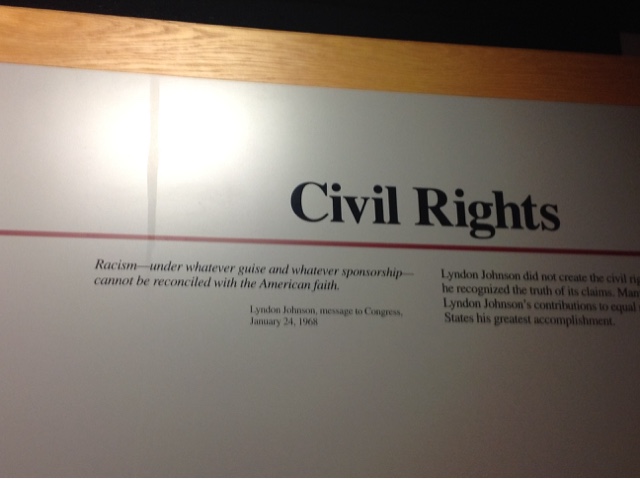 Civil Rights
Racism—under whatever guise and whatever sponsorship—
cannot be reconciled with the American faith.
Lyndon Johnson, message to Congress,
January 24, 1968
Lyndon Johnson did not create the civil
he recognized the truth of its claims.
Lyndon Johnson's contributions to equal
States his greatest accomplishment.